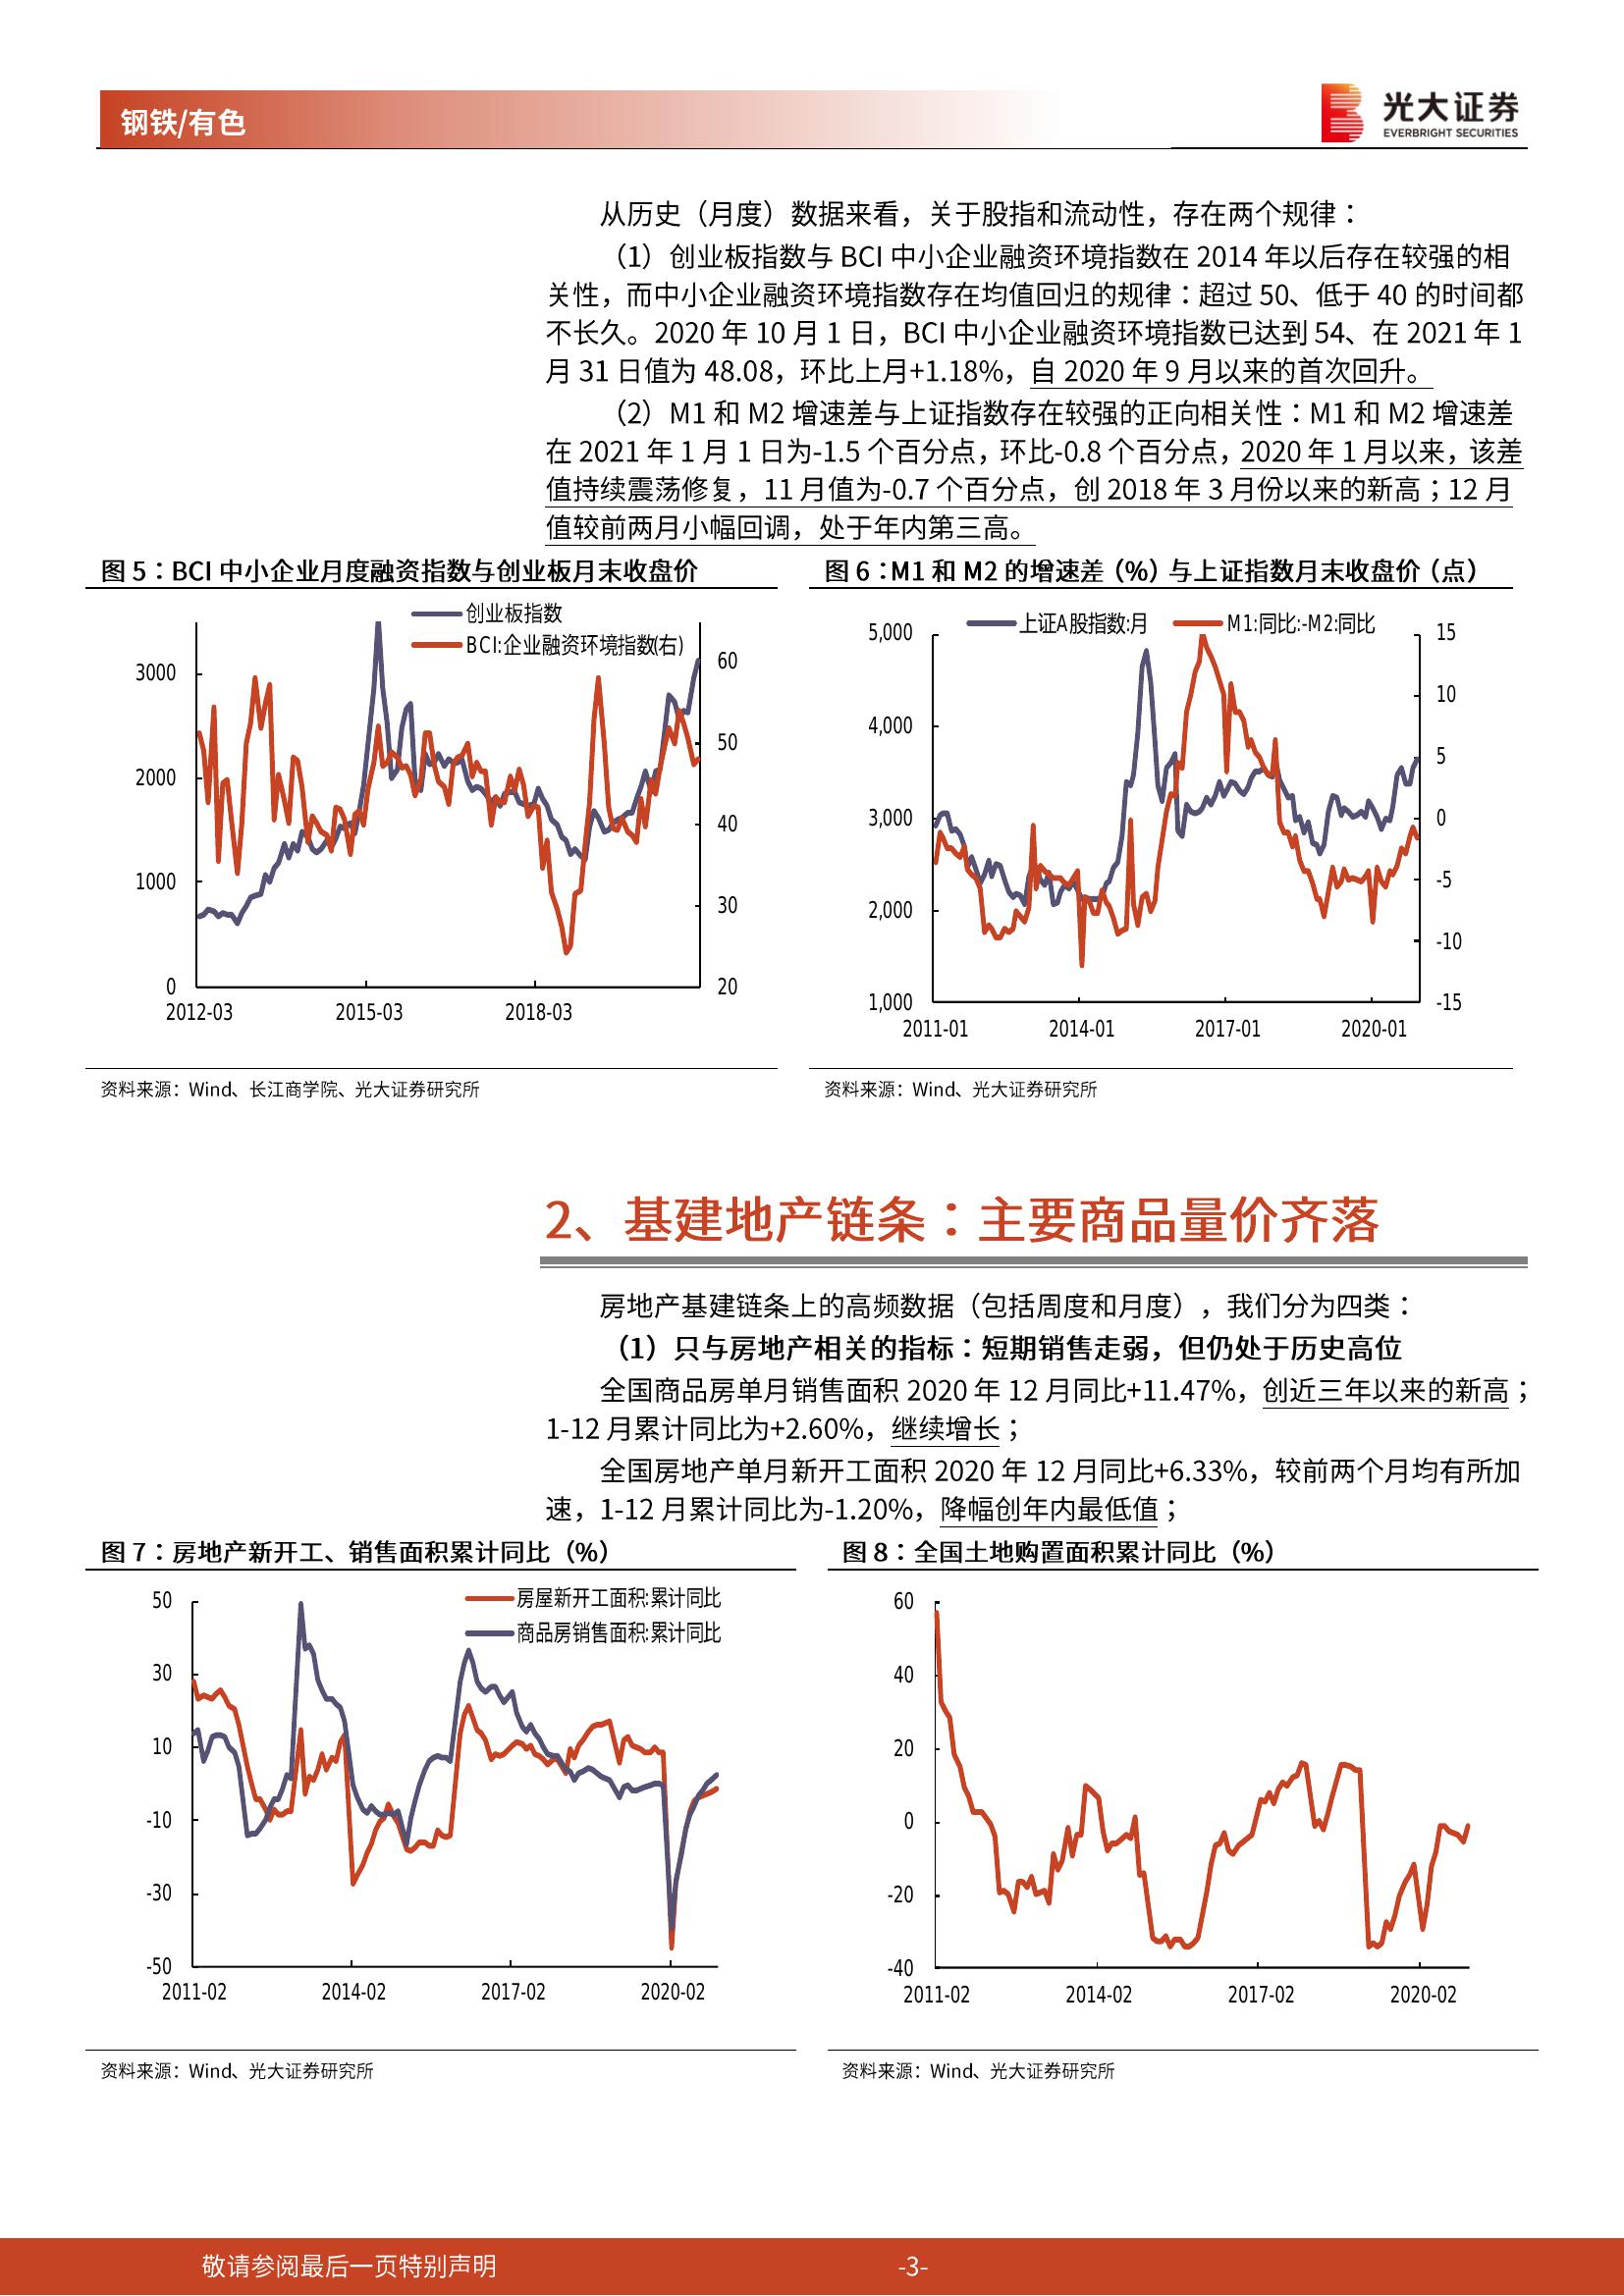 钢铁/有色
光大证券
EVERBRIGHT SECURITIES
从历史（月度）数据来看，关于股指和流动性，存在两个规律：
（1）创业板指数与 BCI 中小企业融资环境指数在 2014 年以后存在较强的相
关性，而中小企业融资环境指数存在均值回归的规律：超过 50、低于 40 的时间都
不长久。2020 年 10 月 1 日，BCI 中小企业融资环境指数已达到 54、在 2021 年 1
月 31 日值为 48.08，环比上月+1.18%，自 2020 年 9 月以来的首次回升。
（2）M1 和 M2 增速差与上证指数存在较强的正向相关性：M1 和 M2 增速差
在 2021 年 1 月 1 日为-1.5 个百分点，环比-0.8 个百分点，2020 年 1 月以来，该差
值持续震荡修复，11 月值为-0.7 个百分点，创 2018 年 3 月份以来的新高；12 月
值较前两月小幅回调，处于年内第三高。
图 5：BCI 中小企业月度融资指数与创业板月末收盘价
创业板指数
BCI:企业融资环境指数(右)
3000
2000
1000
0
60
50
40
30
20
2012-03 2015-03 2018-03
资料来源：Wind、长江商学院、光大证券研究所
图 6：M1 和 M2 的增速差（%）与上证指数月末收盘价（点）
上证A股指数:月 M1:同比:-M2:同比
5,000
4,000
3,000
2,000
1,000
15
10
5
0
-5
-10
-15
2011-01 2014-01 2017-01 2020-01
资料来源：Wind、光大证券研究所
2、基建地产链条：主要商品量价齐落
房地产基建链条上的高频数据（包括周度和月度），我们分为四类：
（1）只与房地产相关的指标：短期销售走弱，但仍处于历史高位
全国商品房单月销售面积 2020 年 12 月同比+11.47%，创近三年以来的新高；
1-12 月累计同比为+2.60%，继续增长；
全国房地产单月新开工面积 2020 年 12 月同比+6.33%，较前两个月均有所加
速，1-12 月累计同比为-1.20%，降幅创年内最低值；
图 7：房地产新开工、销售面积累计同比（%）
房屋新开工面积:累计同比
商品房销售面积:累计同比
50
30
10
-10
-30
-50
2011-02 2014-02 2017-02 2020-02
资料来源：Wind、光大证券研究所
图 8：全国土地购置面积累计同比（%）
60
40
20
0
-20
-40
2011-02 2014-02 2017-02 2020-02
资料来源：Wind、光大证券研究所
敬请参阅最后一页特别声明
-3-